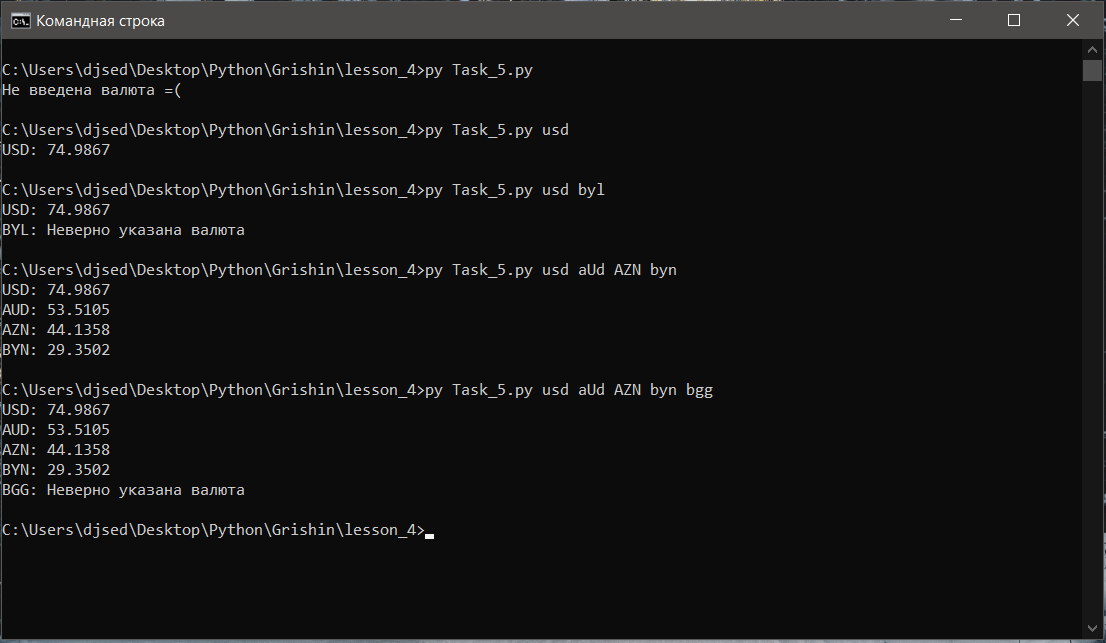 Командная строка
C:\Users\djsed\Desktop\Python\Grishin\lesson_4>py Task_5.py
Не введена валюта =(
C:\Users\djsed\Desktop\Python\Grishin\lesson_4>py Task_5.py usd
USD: 74.9867
C:\Users\djsed\Desktop\Python\Grishin\lesson_4>py Task_5.py usd byl
USD: 74.9867
BYL: Неверно указана валюта
C:\Users\djsed\Desktop\Python\Grishin\lesson_4>py Task_5.py usd aUd AZN byn
USD: 74.9867
AUD: 53.5105
AZN: 44.1358
BYN: 29.3502
C:\Users\djsed\Desktop\Python\Grishin\lesson_4>py Task_5.py usd aUd AZN byn bgg
USD: 74.9867
AUD: 53.5105
AZN: 44.1358
BYN: 29.3502
BGG: Неверно указана валюта
C:\Users\djsed\Desktop\Python\Grishin\lesson_4>